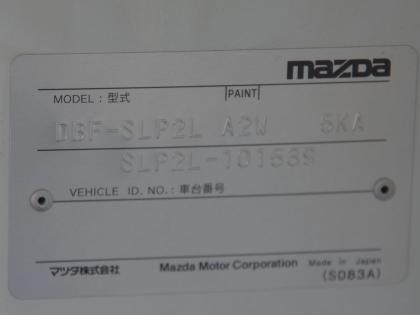 mazda
MODEL : 型式 PAINT
DBF-SLP2L A2W 5KA
SLP2L-101539
VEHICLE ID. NO. : 車台番号
マツダ株式会社 Mazda Motor Corporation Made in Japan
(S083A)